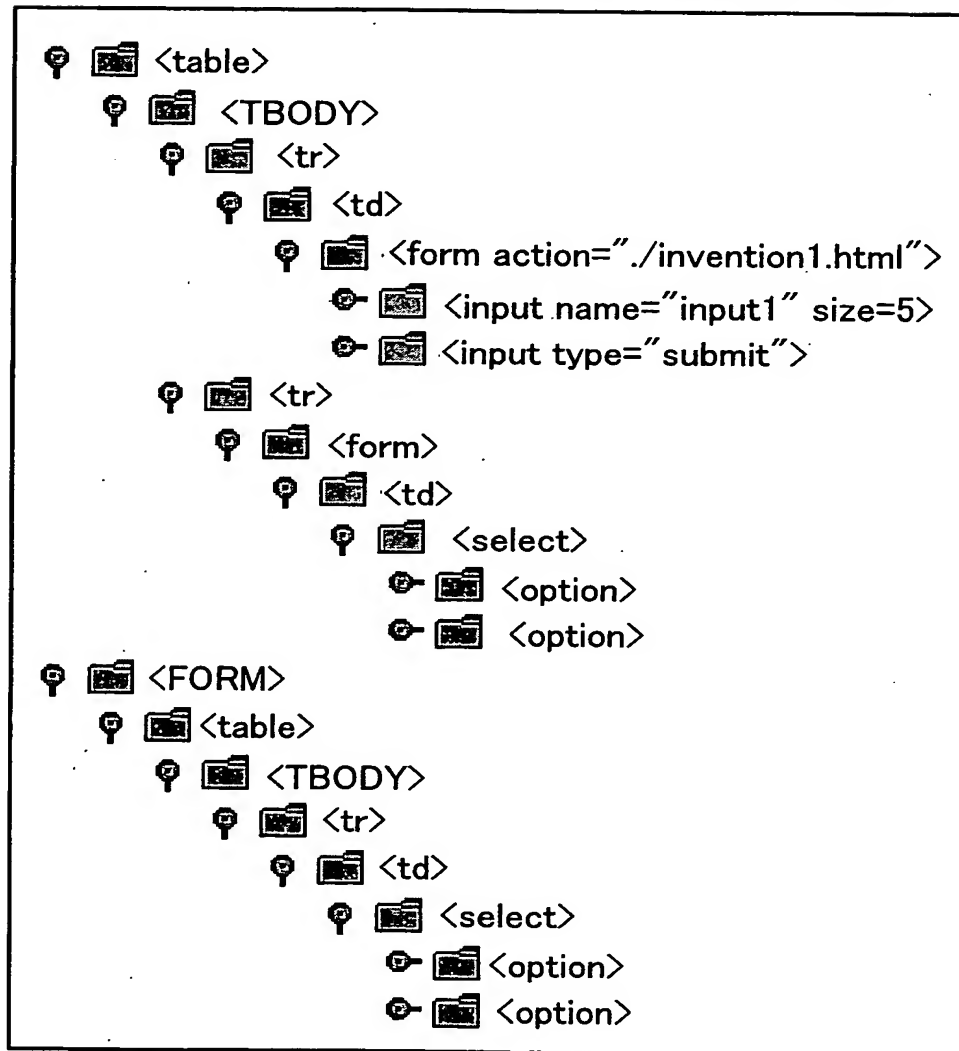 <table>
<TBODY>
<tr>
<td>
<form action="./invention1.html">
<input name="input1" size=5>
<input type="submit">
<tr>
<form>
<td>
<select>
<option>
<option>
<FORM>
<table>
<TBODY>
<tr>
<td>
<select>
<option>
<option>